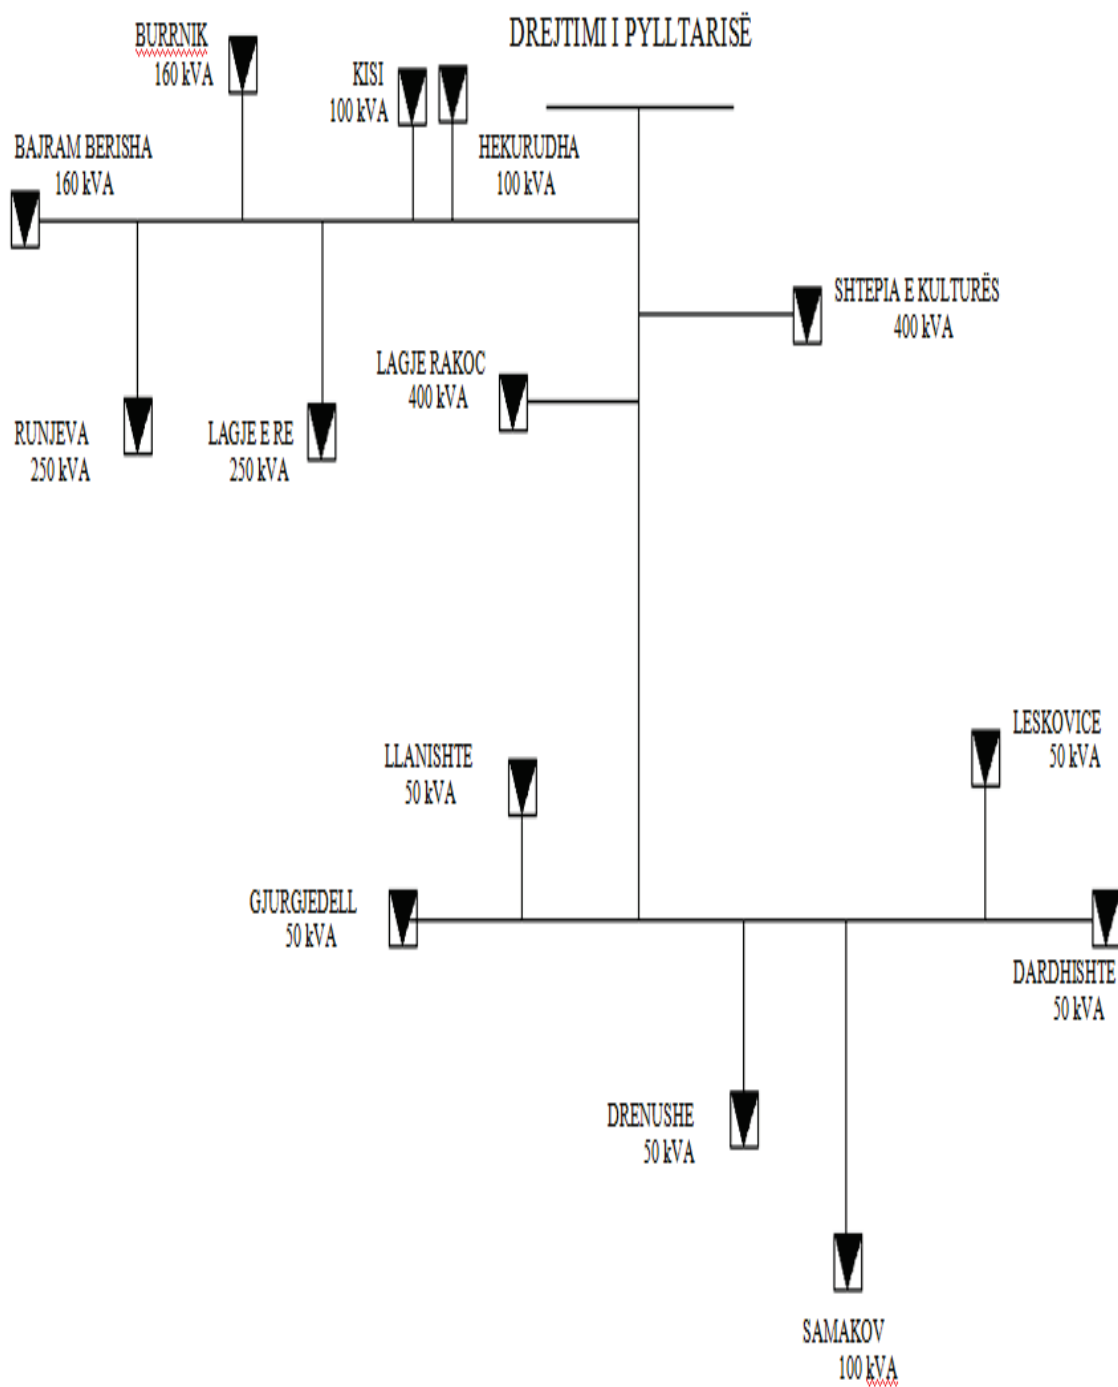 DREJTIMI I PYLLTARISË
BURRNIK
160 kVA
KISI
100 kVA
HEKURUDHA
100 kVA
BAJRAM BERISHA
160 kVA
SHTEPIA E KULTURËS
400 kVA
LAGJE RAKOC
400 kVA
RUNJEVA
250 kVA
LAGJE E RE
250 kVA
LESKOVICE
50 kVA
LLANISHTE
50 kVA
GJURGJEDELL
50 kVA
DARDHISHTE
50 kVA
DRENUSHE
50 kVA
SAMAKOV
100 kVA